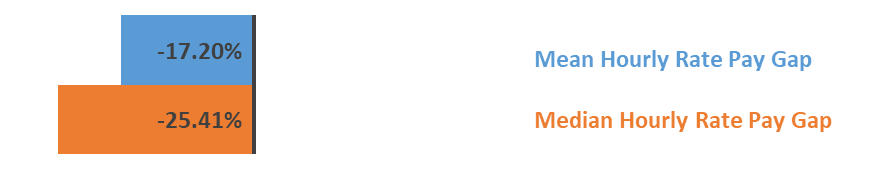 -17.20%
Mean Hourly Rate Pay Gap
-25.41%
Median Hourly Rate Pay Gap